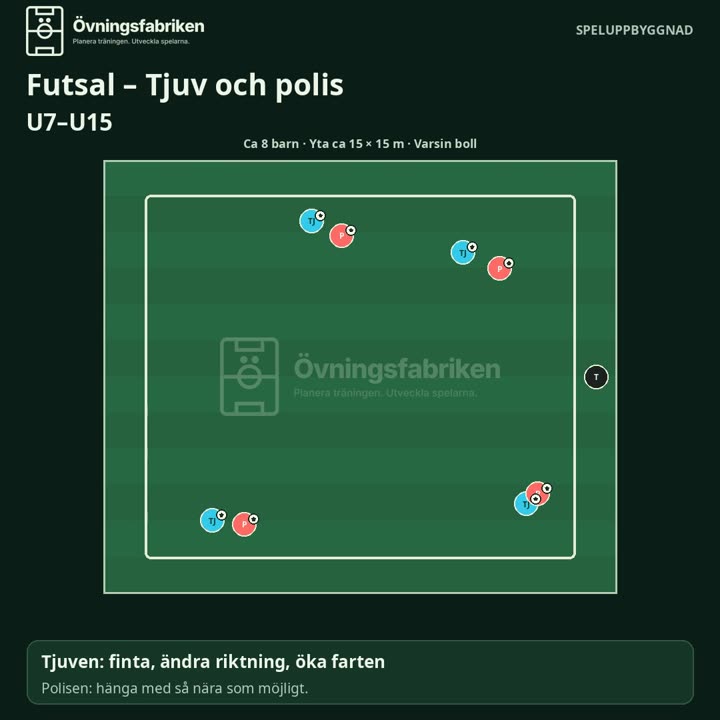 Övningsfabriken
Planera träningen. Utveckla spelarna.
SPELUPPBYGGNAD
Futsal – Tjuv och polis
U7–U15
Ca 8 barn · Yta ca 15 × 15 m · Varsin boll
Tj
P
Tj
P
Övningsfabriken
Planera träningen. Utveckla spelarna.
T
Tj
Tj
P
Tjuven: finta, ändra riktning, öka farten
Polisen: hänga med så nära som möjligt.